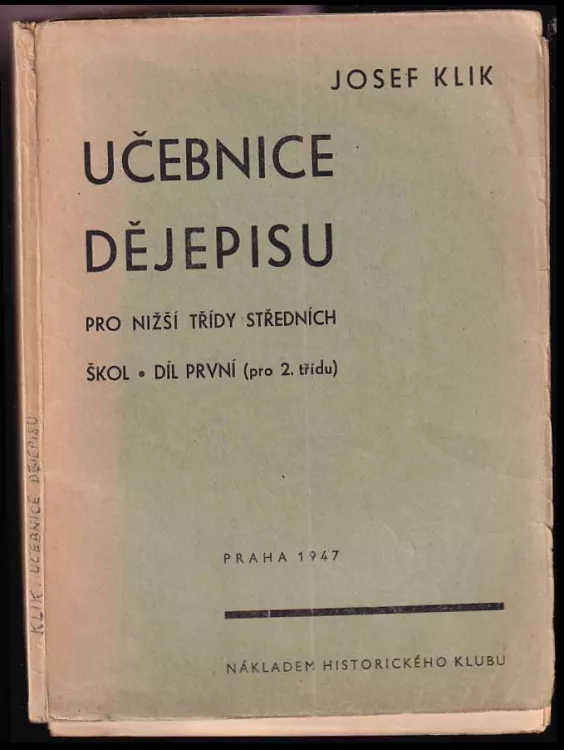 JOSEF KLIK
UČEBNICE
DĚJEPISU
PRO NIŽŠÍ TŘÍDY STŘEDNÍCH
ŠKOL • DÍL PRVNÍ (pro 2. třídu)
PRAHA 1947
NÁKLADEM HISTORICKÉHO KLUBU
KLIK. UČEBNICE DĚJEPISU